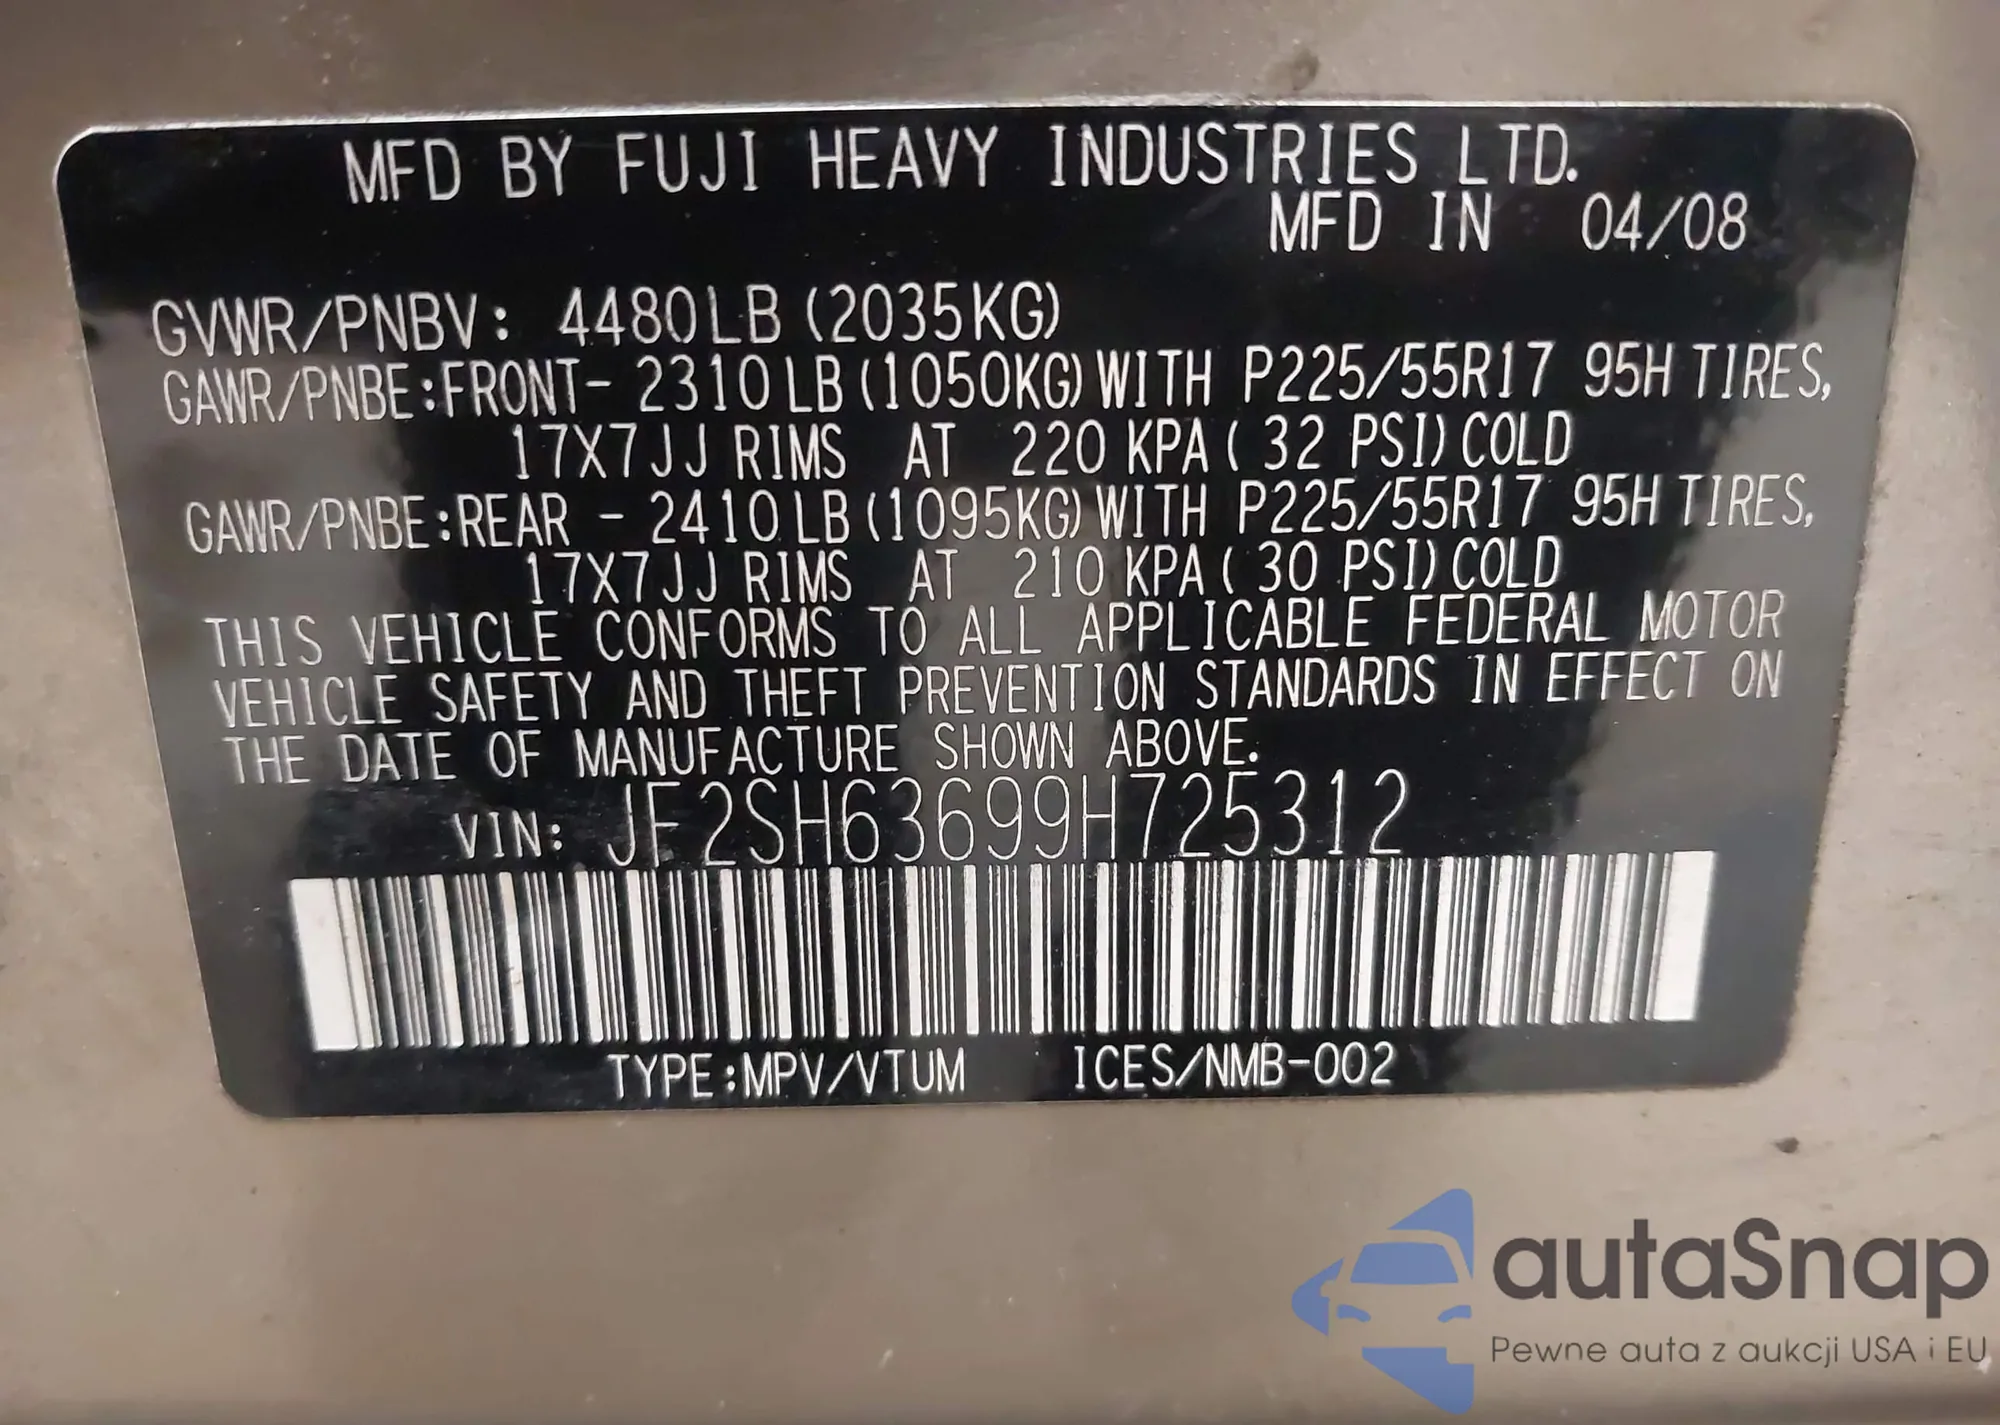 MFD BY FUJI HEAVY INDUSTRIES LTD.
MFD IN 04/08
GVWR/PNBV: 4480LB (2035KG)
GAWR/PNBE:FRONT- 2310LB(1050KG)WITH P225/55R17 95H TIRES,
17X7JJ RIMS AT 220 KPA( 32 PSI)COLD
GAWR/PNBE:REAR - 2410LB(1095KG)WITH P225/55R17 95H TIRES,
17X7JJ RIMS AT 210 KPA( 30 PSI)COLD
THIS VEHICLE CONFORMS TO ALL APPLICABLE FEDERAL MOTOR
VEHICLE SAFETY AND THEFT PREVENTION STANDARDS IN EFFECT ON
THE DATE OF MANUFACTURE SHOWN ABOVE.
VIN: JF2SH63699H725312
TYPE:MPV/VTUM ICES/NMB-002
autaSnap
Pewne auta z aukcji USA i EU